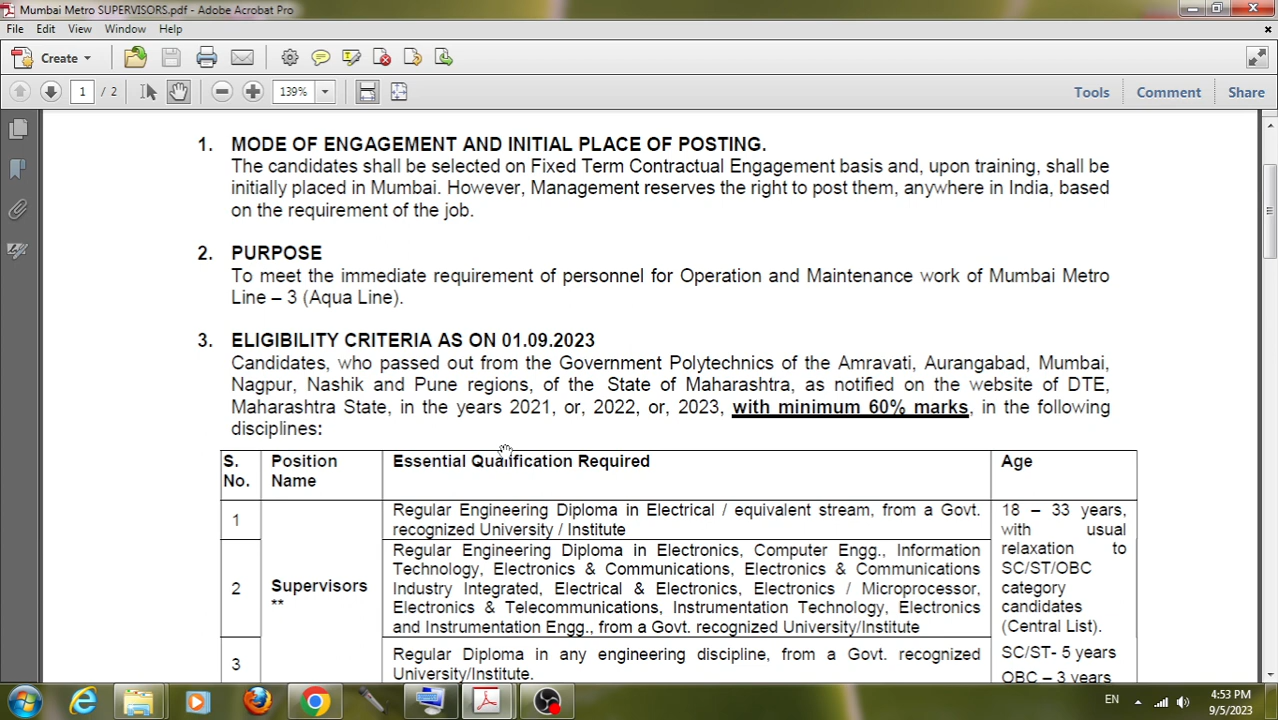 Mumbai Metro SUPERVISORS.pdf - Adobe Acrobat Pro
File Edit View Window Help
Create
1 / 2 139% Tools Comment Share
1. MODE OF ENGAGEMENT AND INITIAL PLACE OF POSTING.
The candidates shall be selected on Fixed Term Contractual Engagement basis and, upon training, shall be
initially placed in Mumbai. However, Management reserves the right to post them, anywhere in India, based
on the requirement of the job.
2. PURPOSE
To meet the immediate requirement of personnel for Operation and Maintenance work of Mumbai Metro
Line – 3 (Aqua Line).
3. ELIGIBILITY CRITERIA AS ON 01.09.2023
Candidates, who passed out from the Government Polytechnics of the Amravati, Aurangabad, Mumbai,
Nagpur, Nashik and Pune regions, of the State of Maharashtra, as notified on the website of DTE,
Maharashtra State, in the years 2021, or, 2022, or, 2023, with minimum 60% marks, in the following
disciplines:
S. No.
Position Name
Essential Qualification Required
Age
1
Regular Engineering Diploma in Electrical / equivalent stream, from a Govt.
recognized University / Institute
2
Supervisors
**
Regular Engineering Diploma in Electronics, Computer Engg., Information
Technology, Electronics & Communications, Electronics & Communications
Industry Integrated, Electrical & Electronics, Electronics / Microprocessor,
Electronics & Telecommunications, Instrumentation Technology, Electronics
and Instrumentation Engg., from a Govt. recognized University/Institute
3
Regular Diploma in any engineering discipline, from a Govt. recognized
University/Institute.
18 – 33 years,
with usual
relaxation to
SC/ST/OBC
category
candidates
(Central List).
SC/ST- 5 years
OBC – 3 years
EN 4:53 PM
9/5/2023